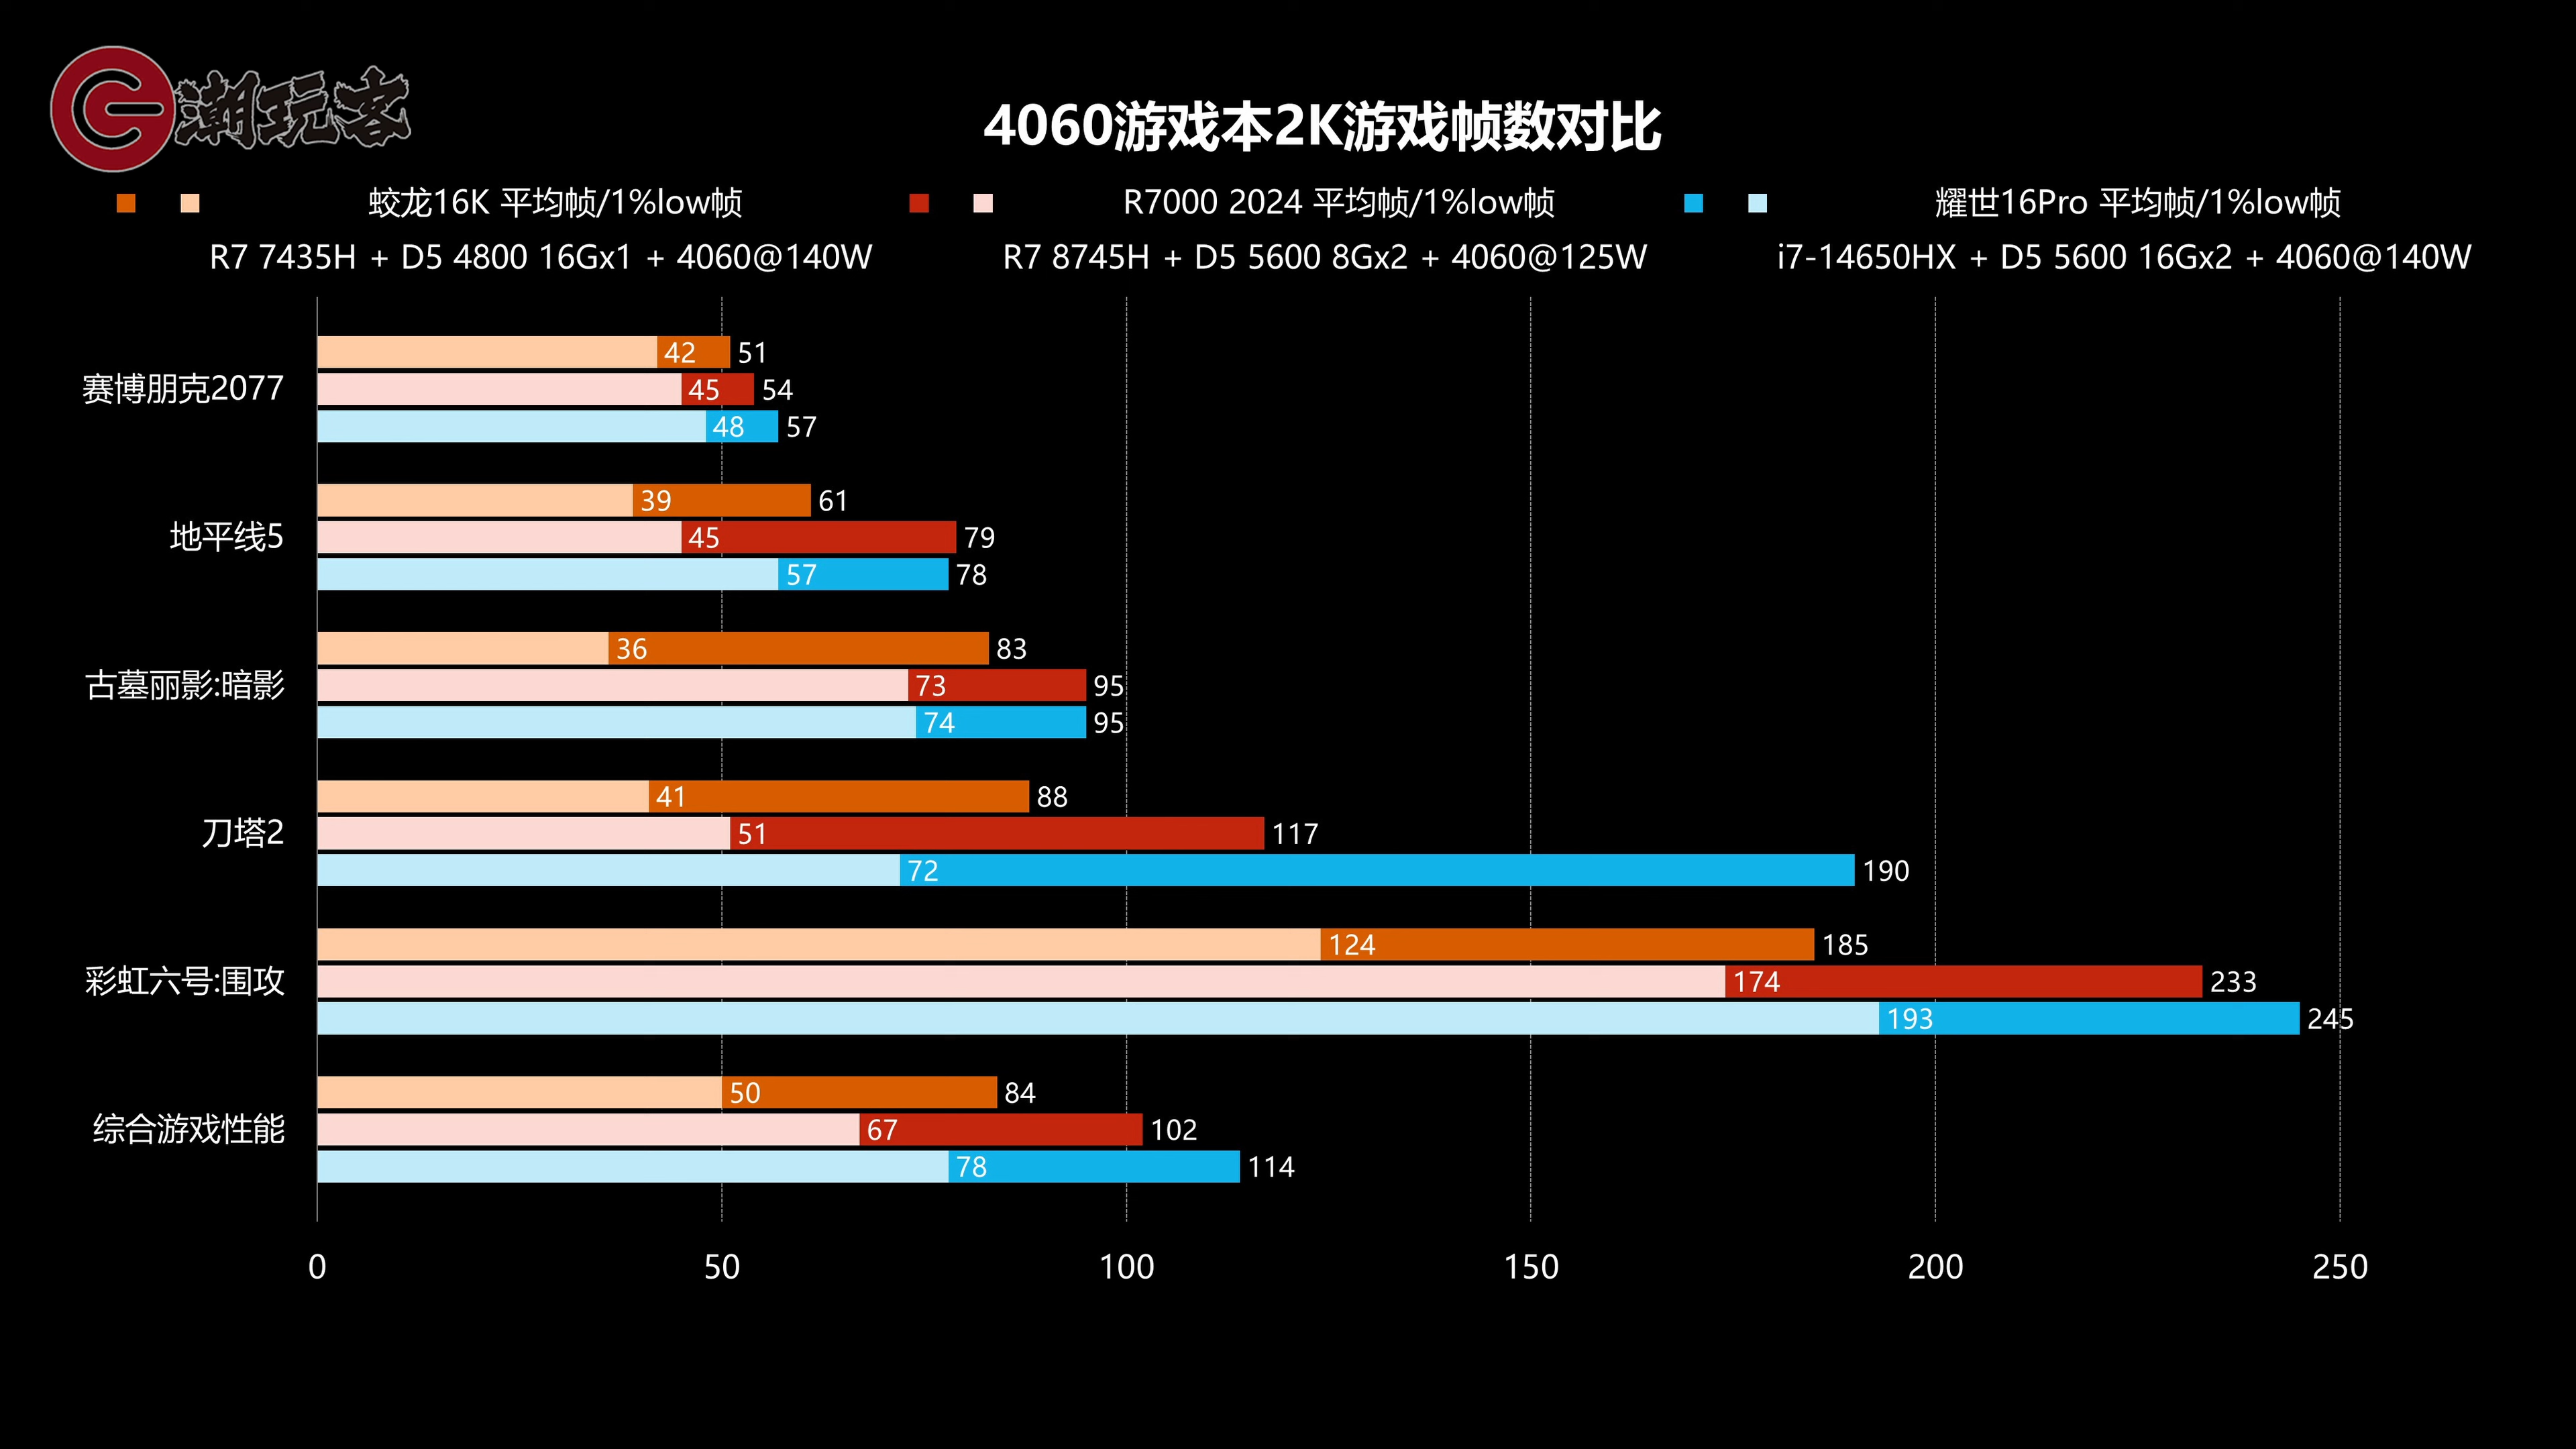 潮玩客
4060游戏本2K游戏帧数对比
蛟龙16K 平均帧/1%low帧
R7 7435H + D5 4800 16Gx1 + 4060@140W
R7000 2024 平均帧/1%low帧
R7 8745H + D5 5600 8Gx2 + 4060@125W
耀世16Pro 平均帧/1%low帧
i7-14650HX + D5 5600 16Gx2 + 4060@140W
赛博朋克2077
42 51
45 54
48 57
地平线5
39 61
45 79
57 78
古墓丽影:暗影
36 83
73 95
74 95
刀塔2
41 88
51 117
72 190
彩虹六号:围攻
124 185
174 233
193 245
综合游戏性能
50 84
67 102
78 114
0 50 100 150 200 250